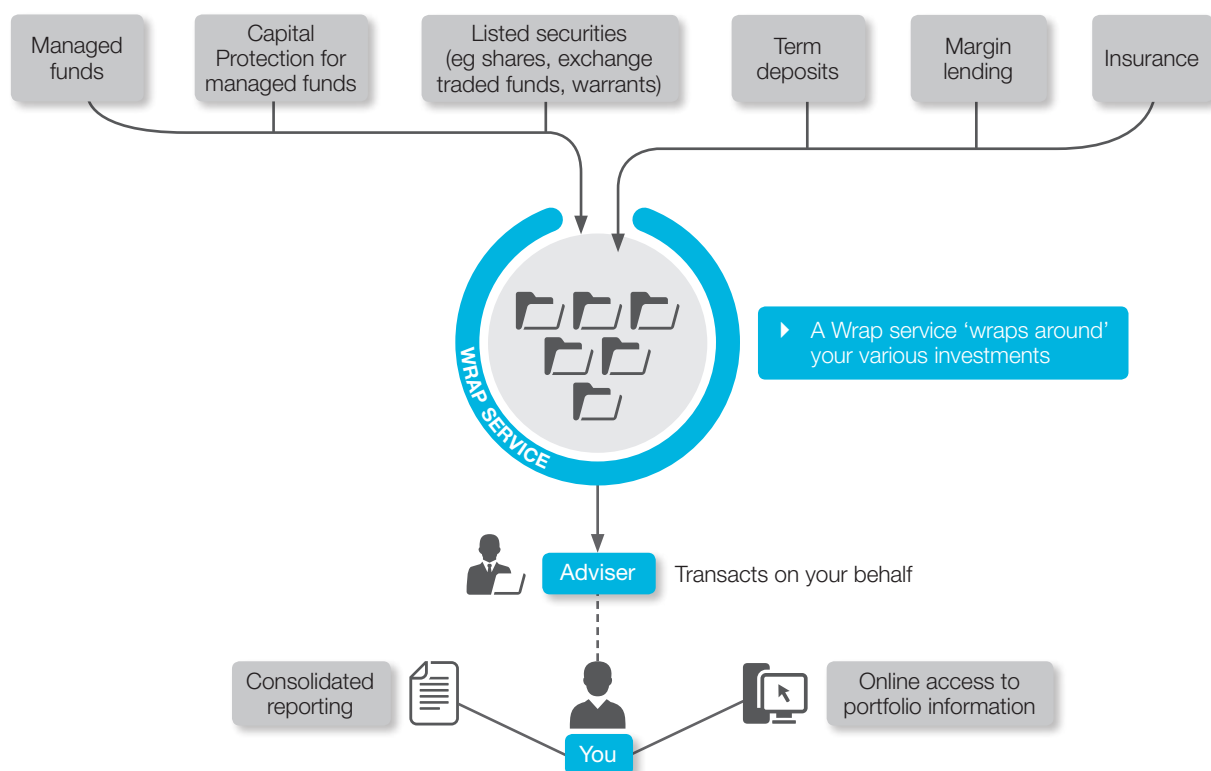 Managed
funds
Capital
Protection for
managed funds
Listed securities
(eg shares, exchange
traded funds, warrants)
Term
deposits
Margin
lending
Insurance
WRAP SERVICE
A Wrap service ‘wraps around’
your various investments
Adviser
Transacts on your behalf
Consolidated
reporting
Online access to
portfolio information
You